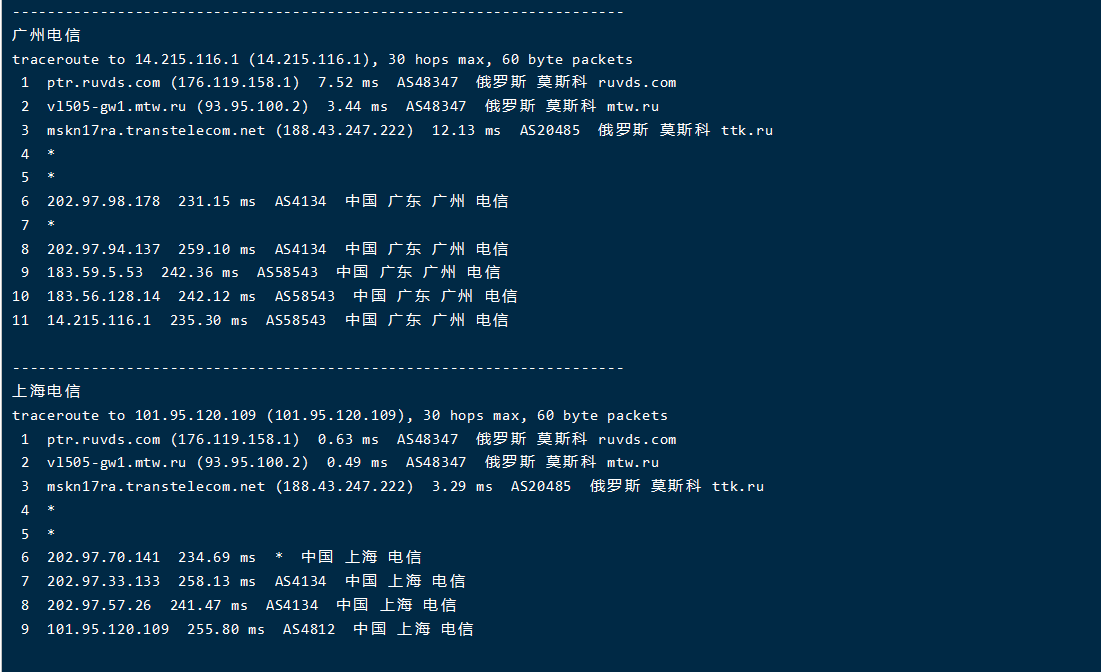 ----------------------------------------------------------------------
广州电信
traceroute to 14.215.116.1 (14.215.116.1), 30 hops max, 60 byte packets
1 ptr.ruvds.com (176.119.158.1) 7.52 ms AS48347 俄罗斯 莫斯科 ruvds.com
2 vl505-gw1.mtw.ru (93.95.100.2) 3.44 ms AS48347 俄罗斯 莫斯科 mtw.ru
3 mskn17ra.transtelecom.net (188.43.247.222) 12.13 ms AS20485 俄罗斯 莫斯科 ttk.ru
4 *
5 *
6 202.97.98.178 231.15 ms AS4134 中国 广东 广州 电信
7 *
8 202.97.94.137 259.10 ms AS4134 中国 广东 广州 电信
9 183.59.5.53 242.36 ms AS58543 中国 广东 广州 电信
10 183.56.128.14 242.12 ms AS58543 中国 广东 广州 电信
11 14.215.116.1 235.30 ms AS58543 中国 广东 广州 电信
----------------------------------------------------------------------
上海电信
traceroute to 101.95.120.109 (101.95.120.109), 30 hops max, 60 byte packets
1 ptr.ruvds.com (176.119.158.1) 0.63 ms AS48347 俄罗斯 莫斯科 ruvds.com
2 vl505-gw1.mtw.ru (93.95.100.2) 0.49 ms AS48347 俄罗斯 莫斯科 mtw.ru
3 mskn17ra.transtelecom.net (188.43.247.222) 3.29 ms AS20485 俄罗斯 莫斯科 ttk.ru
4 *
5 *
6 202.97.70.141 234.69 ms * 中国 上海 电信
7 202.97.33.133 258.13 ms AS4134 中国 上海 电信
8 202.97.57.26 241.47 ms AS4134 中国 上海 电信
9 101.95.120.109 255.80 ms AS4812 中国 上海 电信